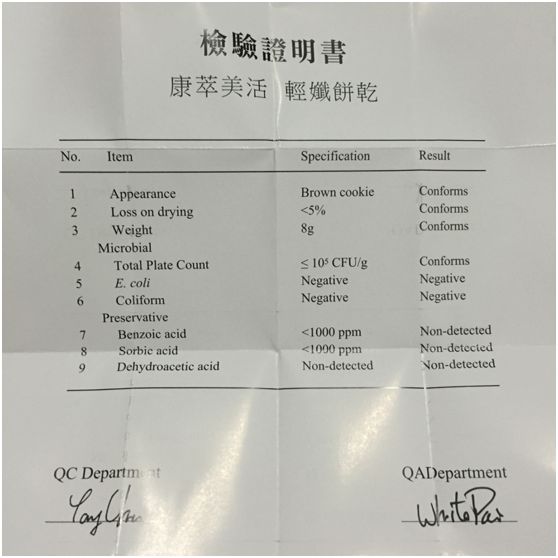 檢驗證明書
康萃美活 輕孅餅乾
No. Item Specification Result
1 Appearance Brown cookie Conforms
2 Loss on drying <5% Conforms
3 Weight 8g Conforms
Microbial
4 Total Plate Count ≤ 10⁵ CFU/g Conforms
5 E. coli Negative Negative
6 Coliform Negative Negative
Preservative
7 Benzoic acid <1000 ppm Non-detected
8 Sorbic acid <1000 ppm Non-detected
9 Dehydroacetic acid Non-detected Non-detected
QC Department QADepartment
White Pai